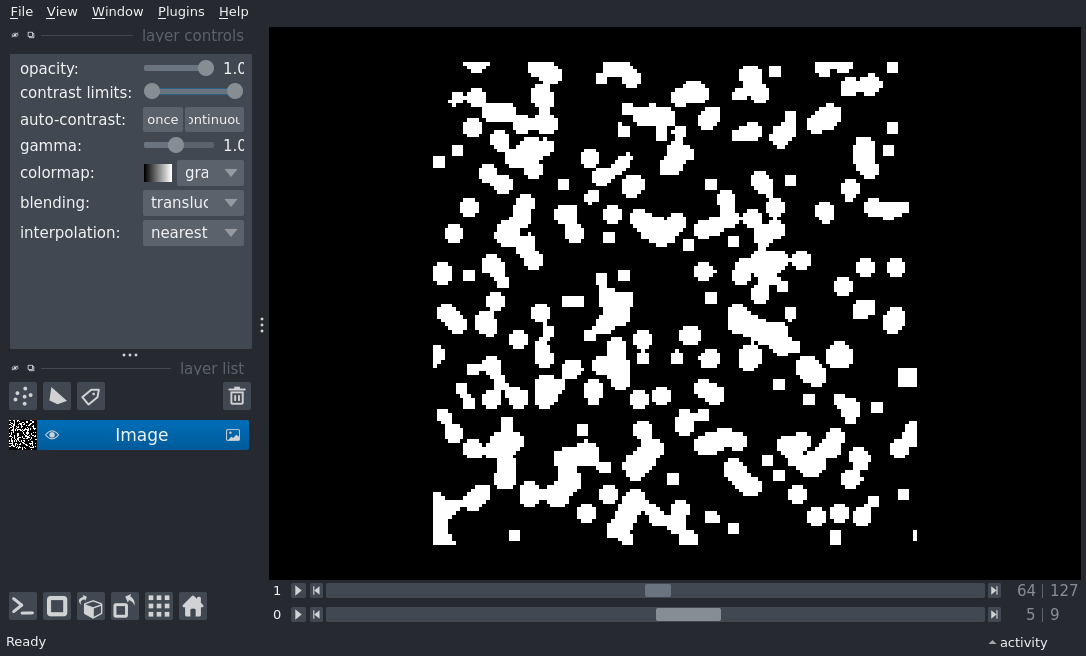 File View Window Plugins Help
layer controls
opacity: 1.0
contrast limits:
auto-contrast: once ontinuou
gamma: 1.0
colormap: gra
blending: transluc
interpolation: nearest
layer list
Image
1 64 | 127
0 5 | 9
Ready activity